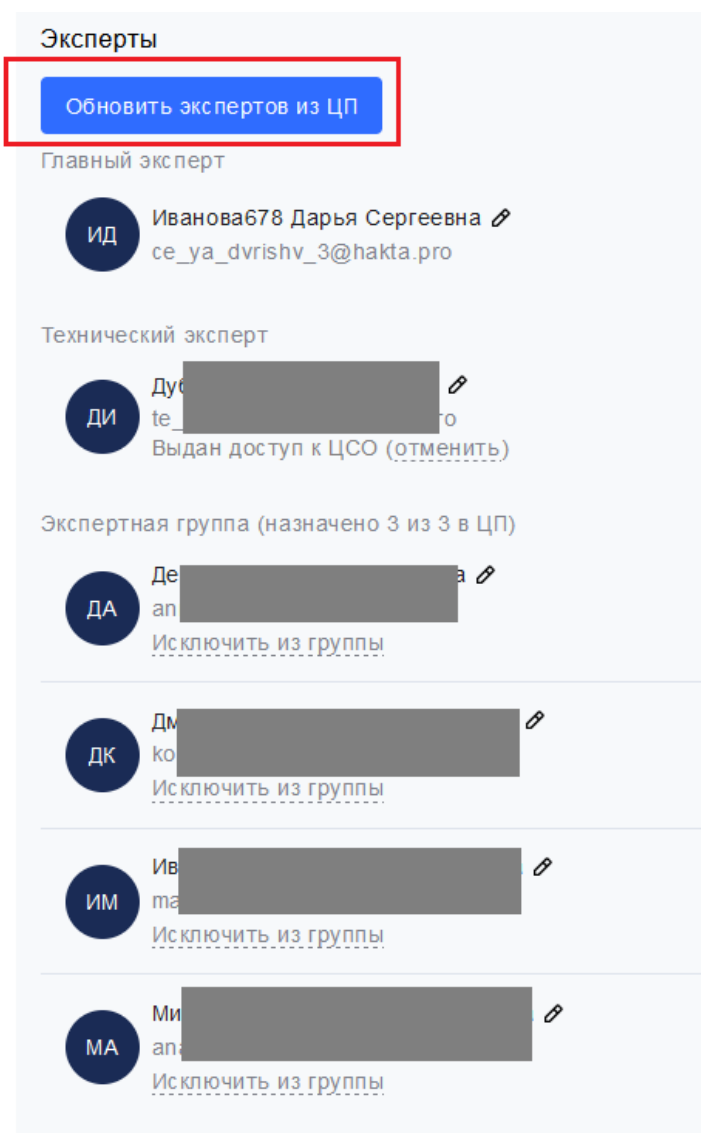 Эксперты
Обновить экспертов из ЦП
Главный эксперт
ИД
Иванова678 Дарья Сергеевна
ce_ya_dvrishv_3@hakta.pro
Технический эксперт
ДИ
Выдан доступ к ЦСО (отменить)
Экспертная группа (назначено 3 из 3 в ЦП)
ДА
Исключить из группы
ДК
Исключить из группы
ИМ
Исключить из группы
МА
Исключить из группы